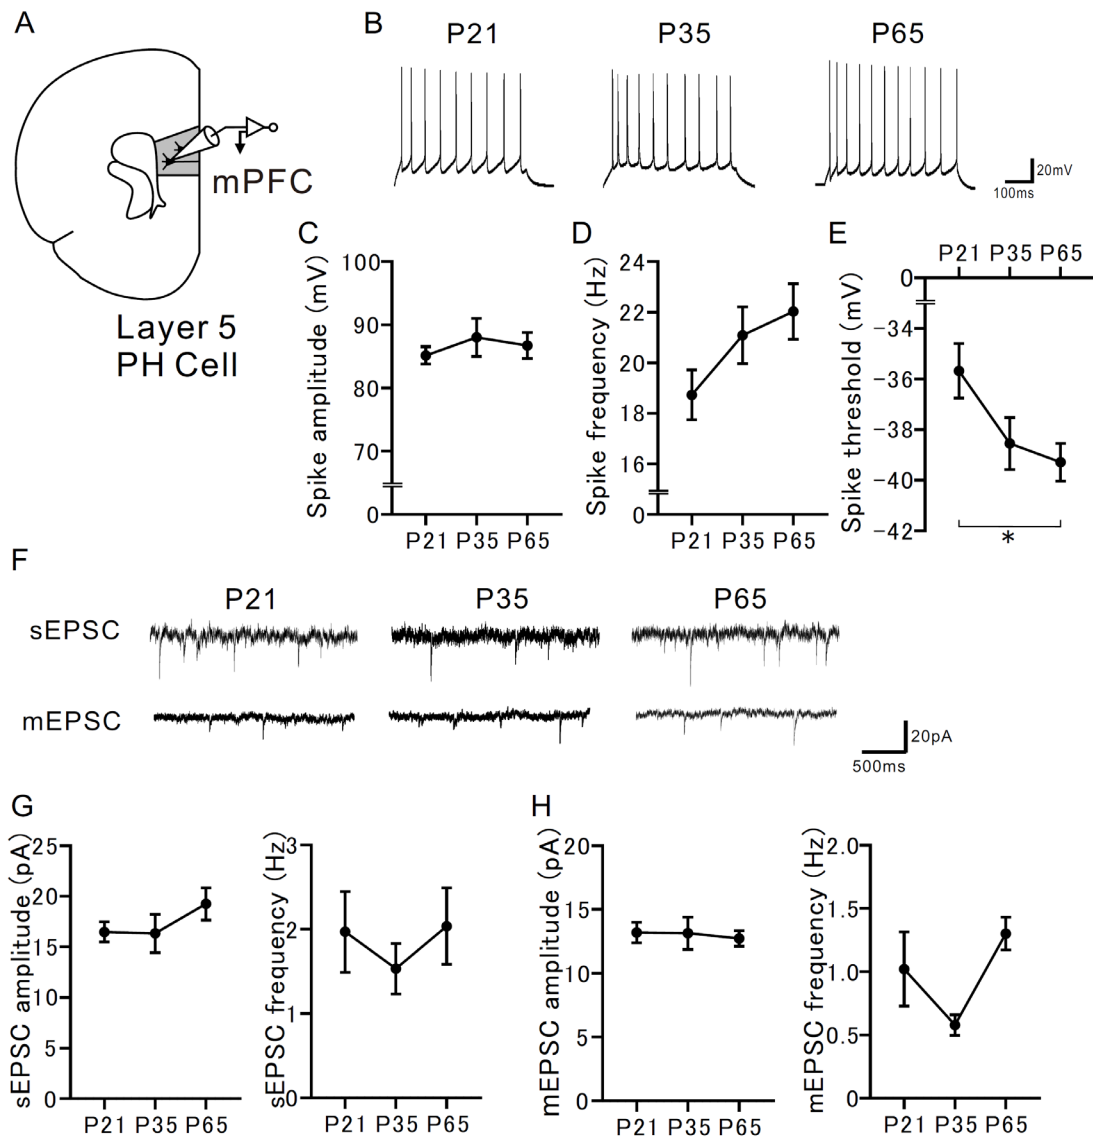 A
mPFC
Layer 5
PH Cell
B
P21 P35 P65
20mV
100ms
C
Spike amplitude (mV)
100
90
80
70
0
P21 P35 P65
D
Spike frequency (Hz)
24
22
20
18
16
0
P21 P35 P65
E
P21 P35 P65
Spike threshold (mV)
0
-34
-36
-38
-40
-42
*
F
P21 P35 P65
sEPSC
mEPSC
20pA
500ms
G
sEPSC amplitude (pA)
25
20
15
10
5
0
P21 P35 P65
sEPSC frequency (Hz)
3
2
1
0
P21 P35 P65
H
mEPSC amplitude (pA)
20
15
10
5
0
P21 P35 P65
mEPSC frequency (Hz)
2.0
1.5
1.0
0.5
0
P21 P35 P65